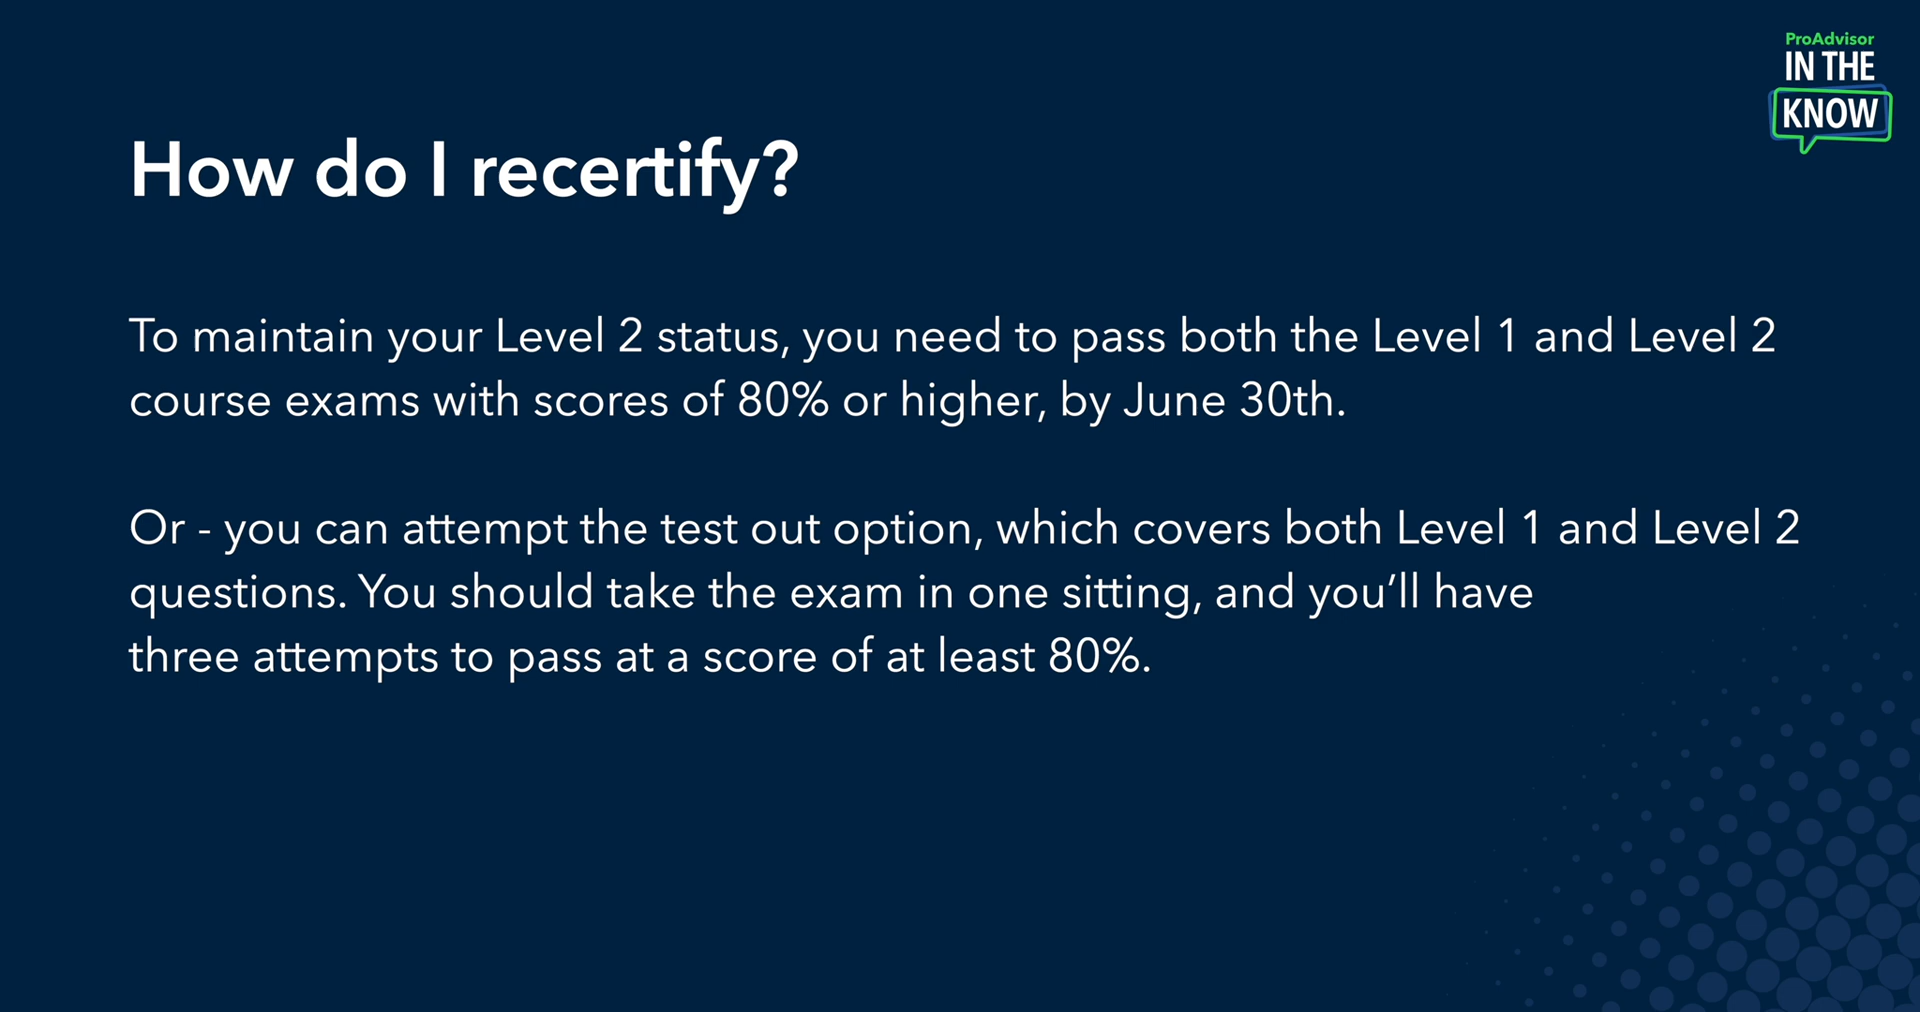 ProAdvisor
IN THE
KNOW
How do I recertify?
To maintain your Level 2 status, you need to pass both the Level 1 and Level 2
course exams with scores of 80% or higher, by June 30th.
Or - you can attempt the test out option, which covers both Level 1 and Level 2
questions. You should take the exam in one sitting, and you’ll have
three attempts to pass at a score of at least 80%.